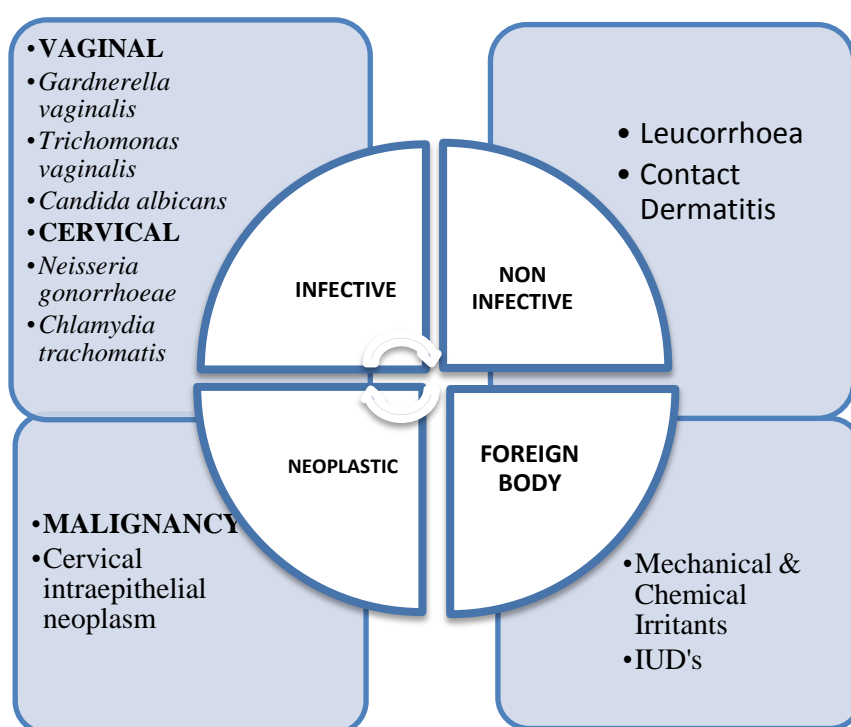 •VAGINAL
•Gardnerella
vaginalis
•Trichomonas
vaginalis
•Candida albicans
•CERVICAL
•Neisseria
gonorrhoeae
•Chlamydia
trachomatis
• Leucorrhoea
• Contact
Dermatitis
INFECTIVE
NON
INFECTIVE
NEOPLASTIC
FOREIGN
BODY
•MALIGNANCY
•Cervical
intraepithelial
neoplasm
•Mechanical &
Chemical
Irritants
•IUD's